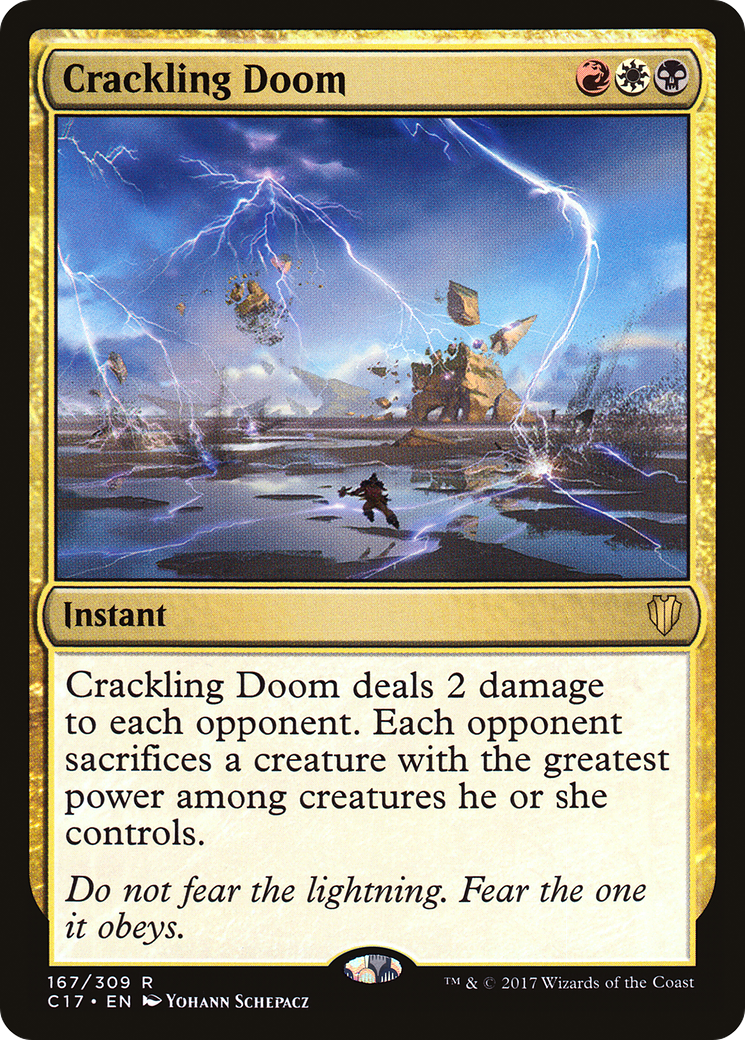 Crackling Doom
Instant
Crackling Doom deals 2 damage
to each opponent. Each opponent
sacrifices a creature with the greatest
power among creatures he or she
controls.
Do not fear the lightning. Fear the one
it obeys.
167/309 R
C17 • EN Yohann Schepacz
™ & © 2017 Wizards of the Coast